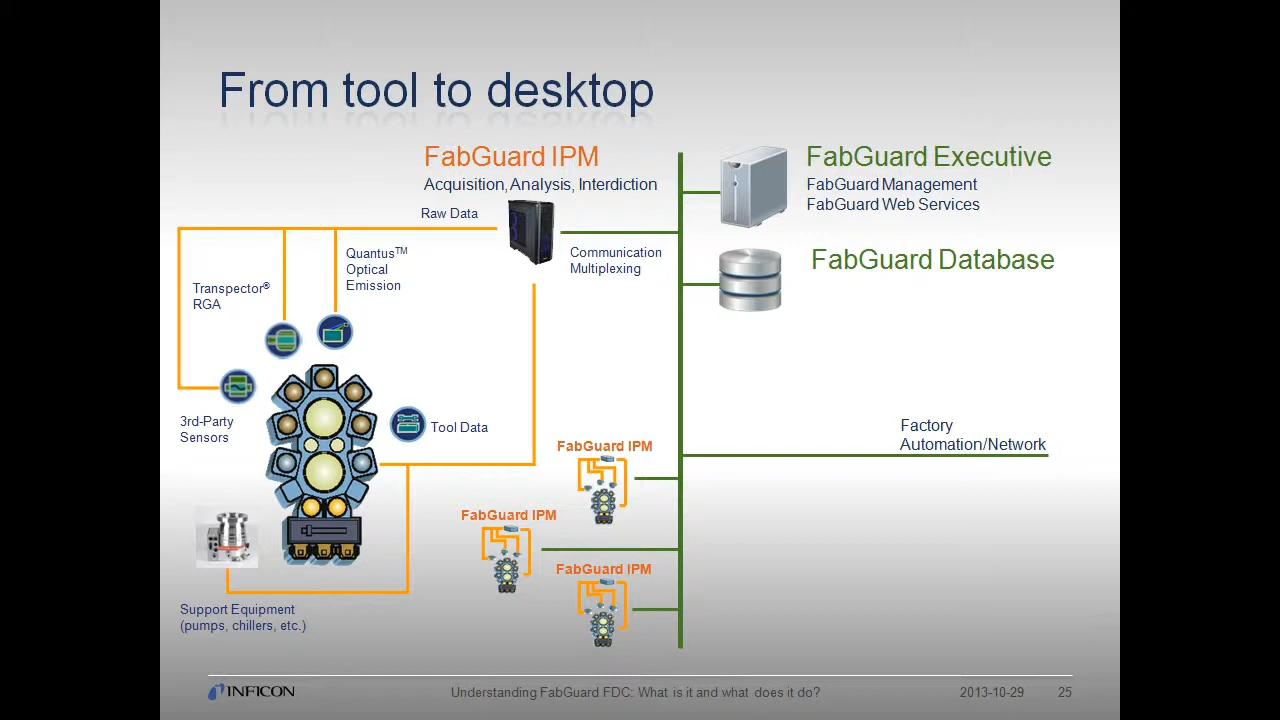 From tool to desktop
FabGuard IPM
Acquisition, Analysis, Interdiction
Raw Data
Communication
Multiplexing
FabGuard Executive
FabGuard Management
FabGuard Web Services
FabGuard Database
Quantus™
Optical
Emission
Transpector®
RGA
3rd-Party
Sensors
Tool Data
Support Equipment
(pumps, chillers, etc.)
FabGuard IPM
FabGuard IPM
FabGuard IPM
Factory
Automation/Network
INFICON
Understanding FabGuard FDC: What is it and what does it do?
2013-10-29
25